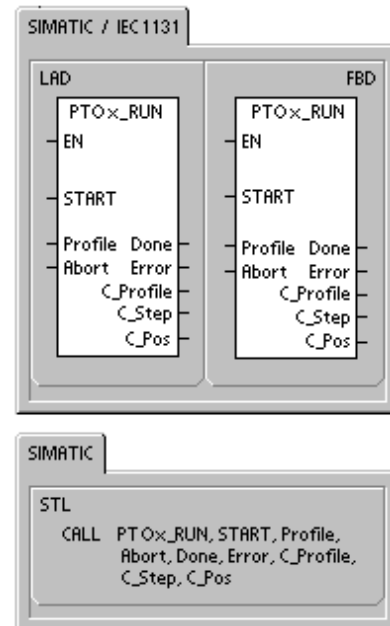 SIMATIC / IEC1131
LAD
FBD
PTOx_RUN
EN
START
Profile Done
Abort Error
C_Profile
C_Step
C_Pos
PTOx_RUN
EN
START
Profile Done
Abort Error
C_Profile
C_Step
C_Pos
SIMATIC
STL
CALL PTOx_RUN, START, Profile,
Abort, Done, Error, C_Profile,
C_Step, C_Pos